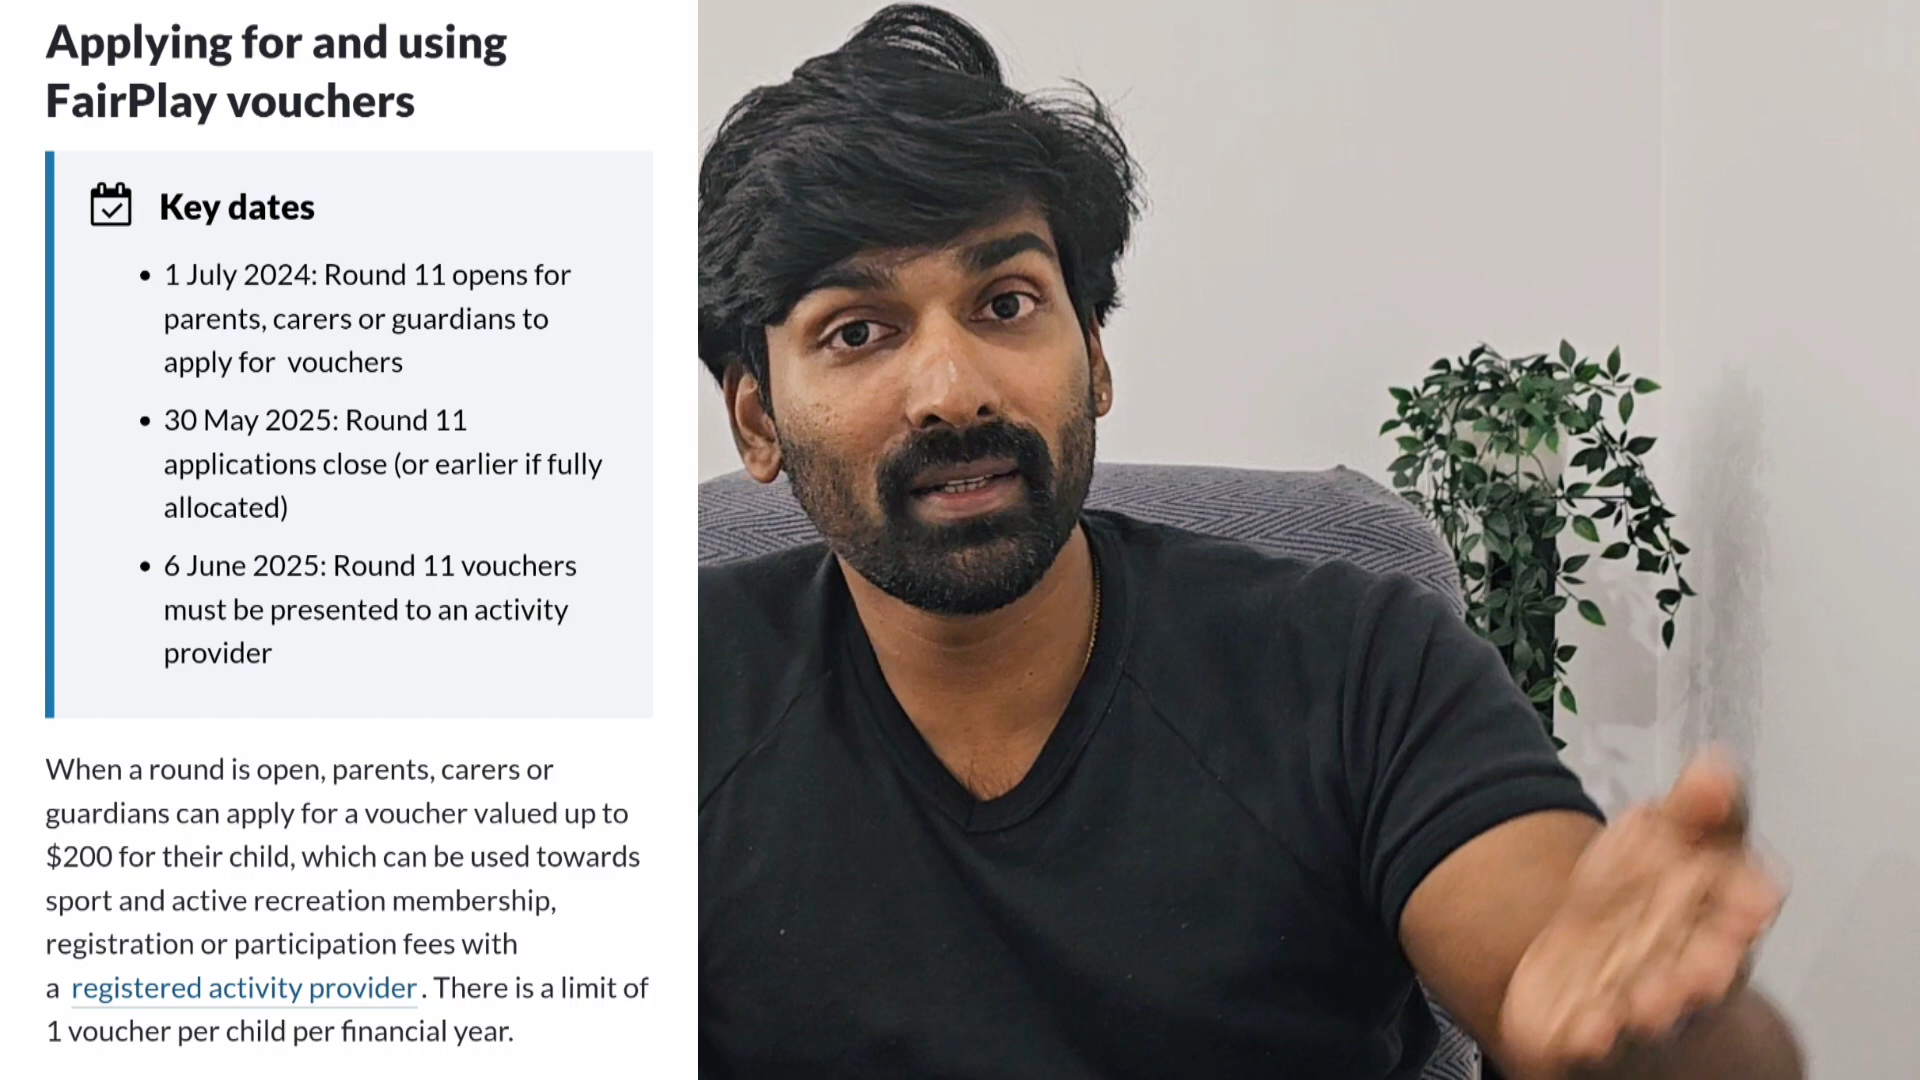 Applying for and using
FairPlay vouchers
Key dates
• 1 July 2024: Round 11 opens for
parents, carers or guardians to
apply for vouchers
• 30 May 2025: Round 11
applications close (or earlier if fully
allocated)
• 6 June 2025: Round 11 vouchers
must be presented to an activity
provider
When a round is open, parents, carers or
guardians can apply for a voucher valued up to
$200 for their child, which can be used towards
sport and active recreation membership,
registration or participation fees with
a registered activity provider. There is a limit of
1 voucher per child per financial year.